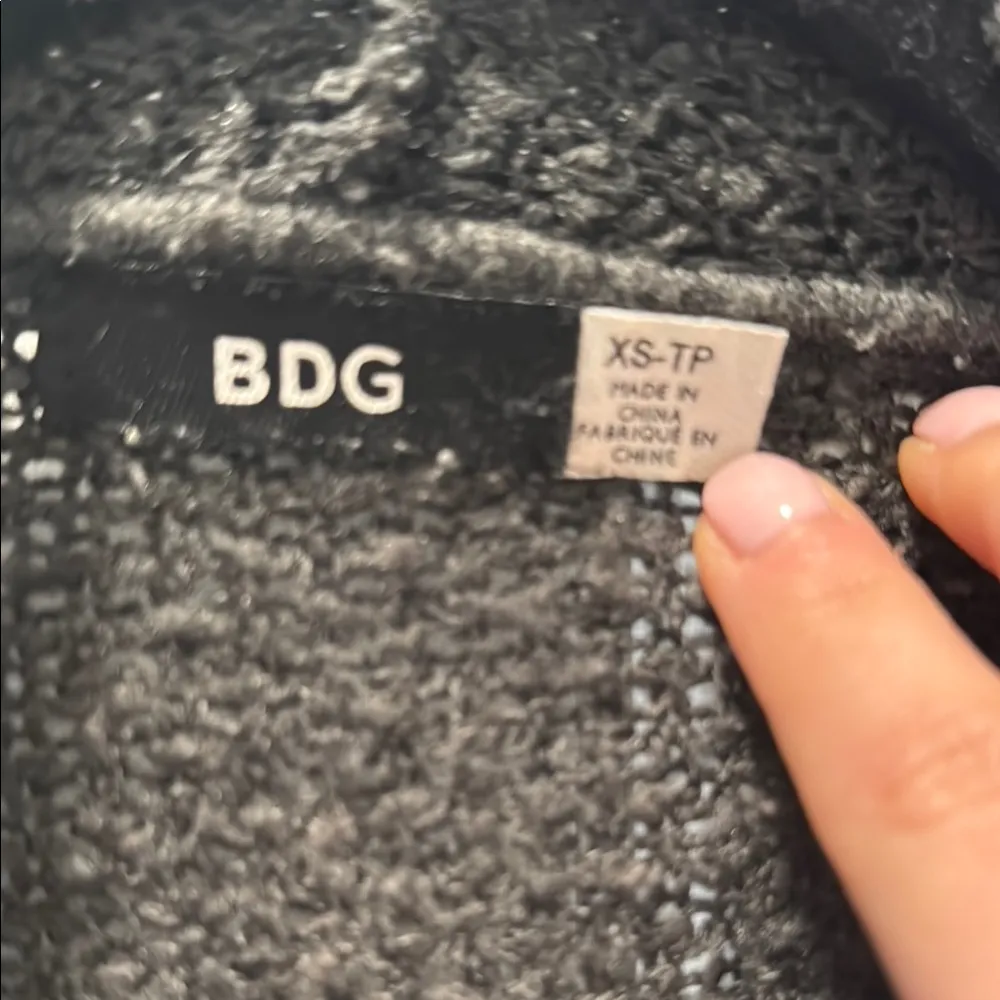 BDG
XS-TP
MADE IN
CHINA
FABRIQUÉ EN
CHINE